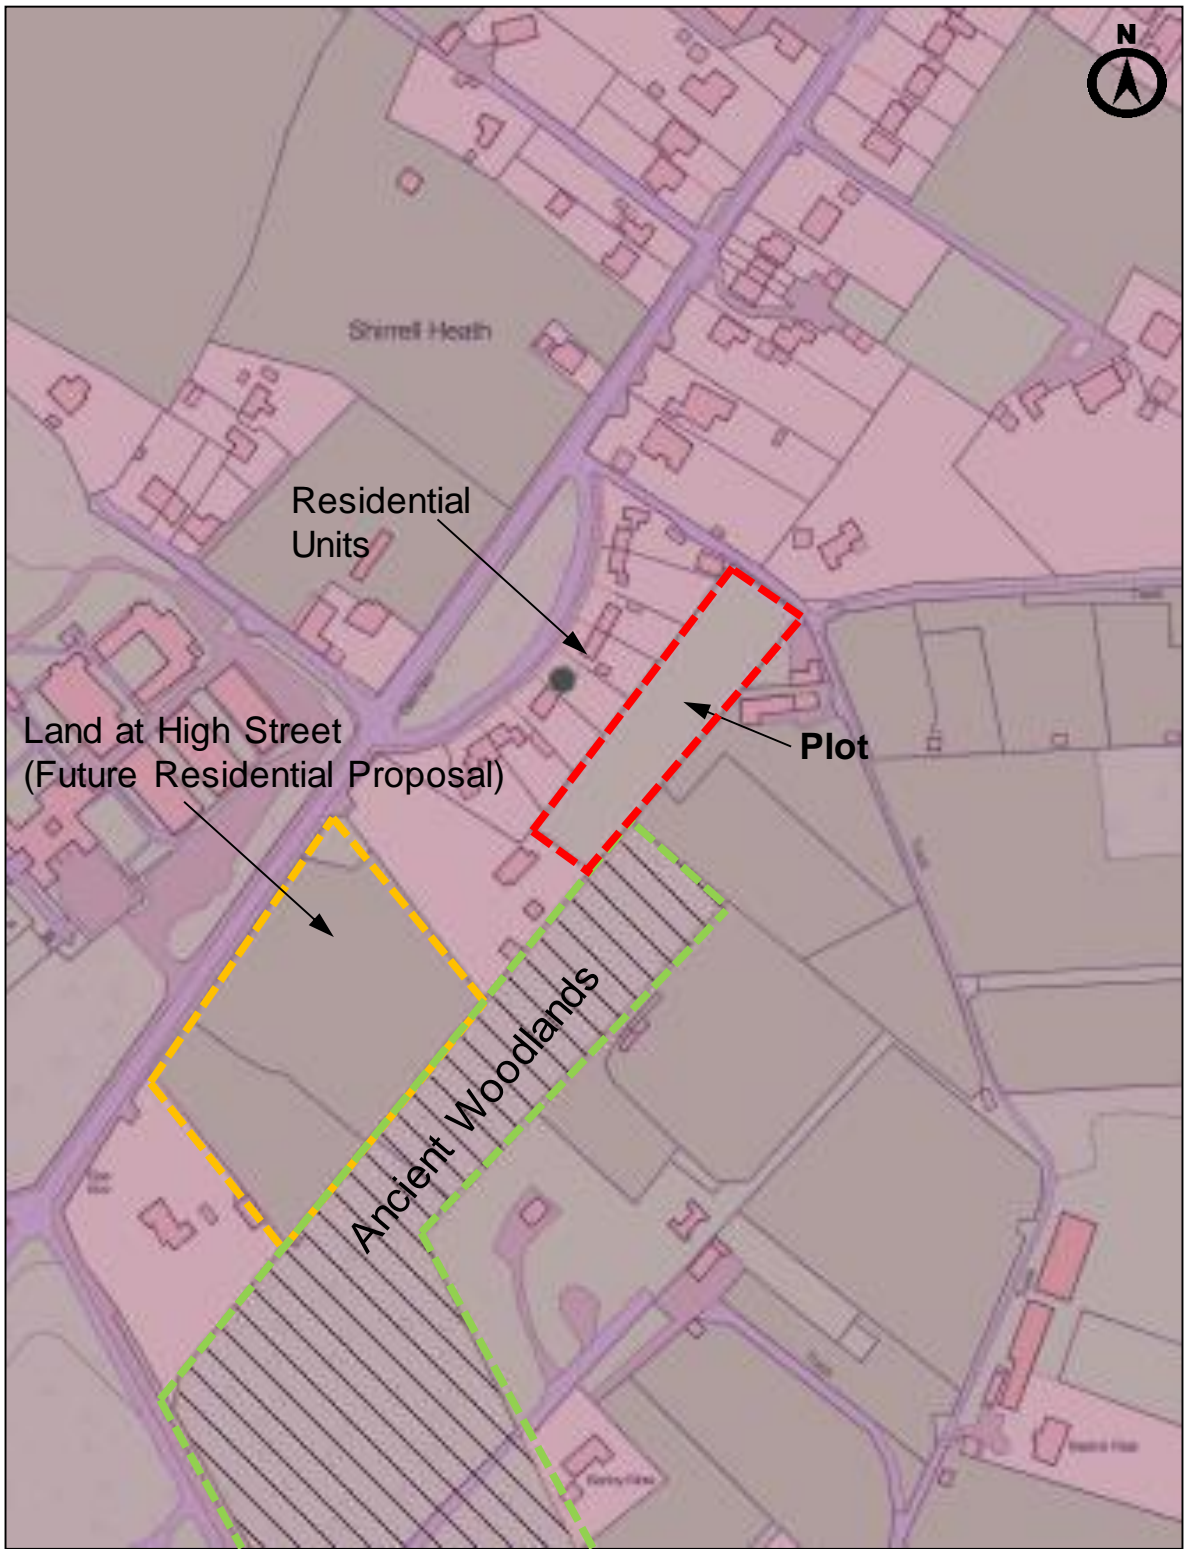 N
Shirrell Heath
Residential
Units
Land at High Street
(Future Residential Proposal)
Plot
Ancient Woodlands